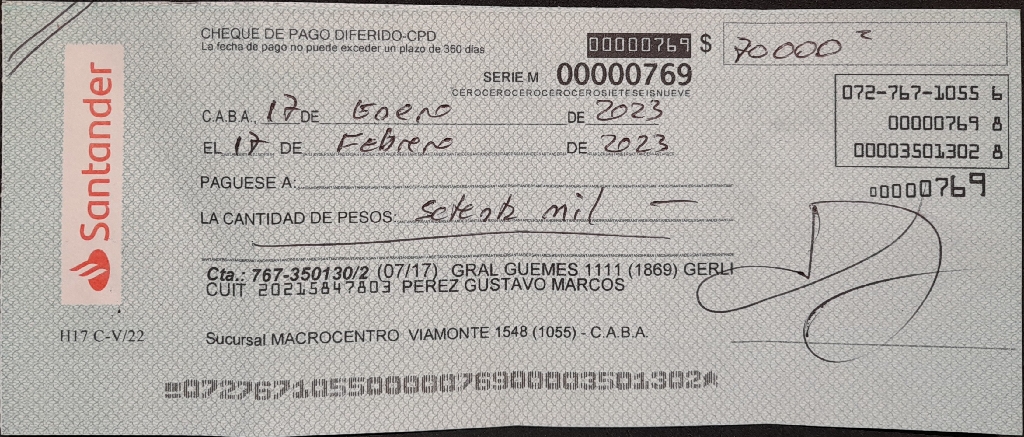 Santander
CHEQUE DE PAGO DIFERIDO-CPD
La fecha de pago no puede exceder un plazo de 360 días
00000769 $ 70000
SERIE M 00000769
CEROCEROCEROCEROCEROSIETESEISNUEVE
072-767-1055 6
00000769 8
00003501302 8
00000769
C.A.B.A., 17 DE Enero DE 2023
EL 17 DE Febrero DE 2023
PAGUESE A:
LA CANTIDAD DE PESOS: setenta mil —
Cta.: 767-350130/2 (07/17) GRAL GUEMES 1111 (1869) GERLI
CUIT 20215847803 PEREZ GUSTAVO MARCOS
H17 C-V/22
Sucursal MACROCENTRO VIAMONTE 1548 (1055) - C.A.B.A.
07276710550000076900003501302